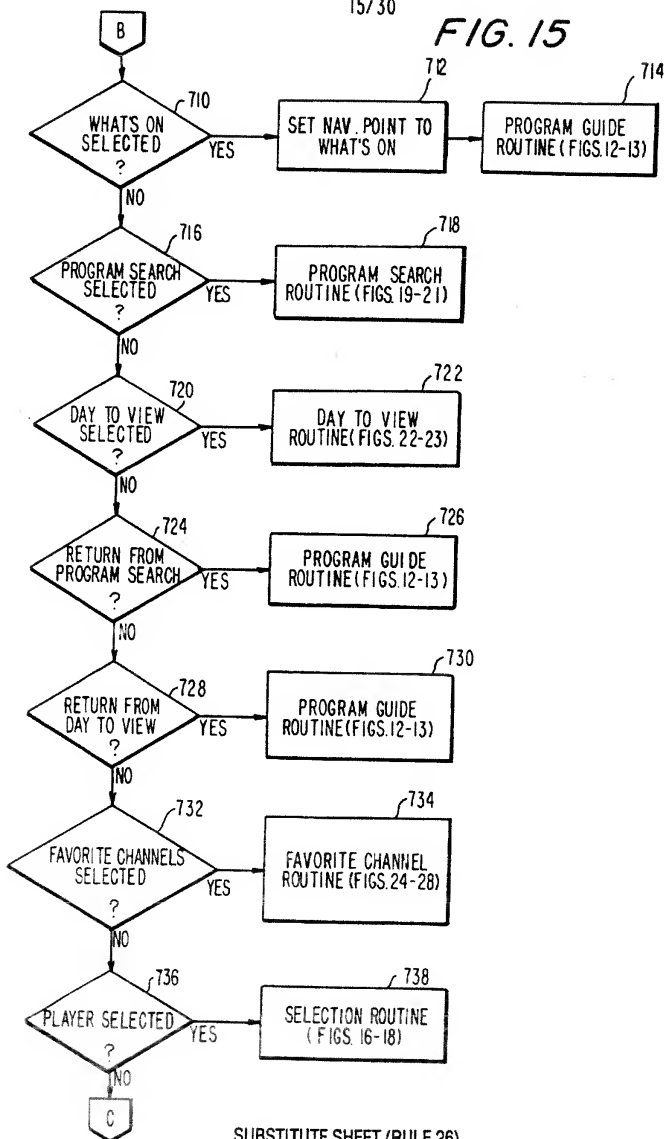 15/30
FIG. 15
B
710
WHAT'S ON
SELECTED
?
YES
NO
712
SET NAV. POINT TO
WHAT'S ON
714
PROGRAM GUIDE
ROUTINE (FIGS.12-13)
716
PROGRAM SEARCH
SELECTED
?
YES
NO
718
PROGRAM SEARCH
ROUTINE (FIGS. 19-21)
720
DAY TO VIEW
SELECTED
?
YES
NO
722
DAY TO VIEW
ROUTINE(FIGS. 22-23)
724
RETURN FROM
PROGRAM SEARCH
?
YES
NO
726
PROGRAM GUIDE
ROUTINE(FIGS.12-13)
728
RETURN FROM
DAY TO VIEW
?
YES
NO
730
PROGRAM GUIDE
ROUTINE(FIGS.12-13)
732
FAVORITE CHANNELS
SELECTED
?
YES
NO
734
FAVORITE CHANNEL
ROUTINE (FIGS.24-28)
736
PLAYER SELECTED
?
YES
NO
738
SELECTION ROUTINE
(FIGS. 16-18)
C
SUBSTITUTE SHEET (RULE 26)